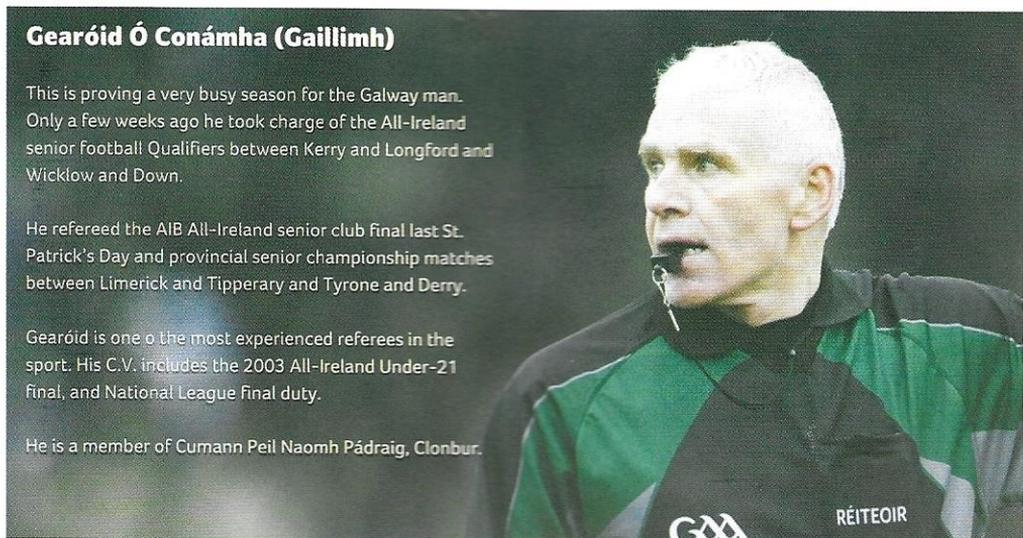 Gearóid Ó Conámha (Gaillimh)
This is proving a very busy season for the Galway man.
Only a few weeks ago he took charge of the All-Ireland
senior football Qualifiers between Kerry and Longford and
Wicklow and Down.
He refereed the AIB All-Ireland senior club final last St.
Patrick's Day and provincial senior championship matches
between Limerick and Tipperary and Tyrone and Derry.
Gearóid is one o the most experienced referees in the
sport. His C.V. includes the 2003 All-Ireland Under-21
final, and National League final duty.
He is a member of Cumann Peil Naomh Pádraig, Clonbur.
GAA
RÉITEOIR